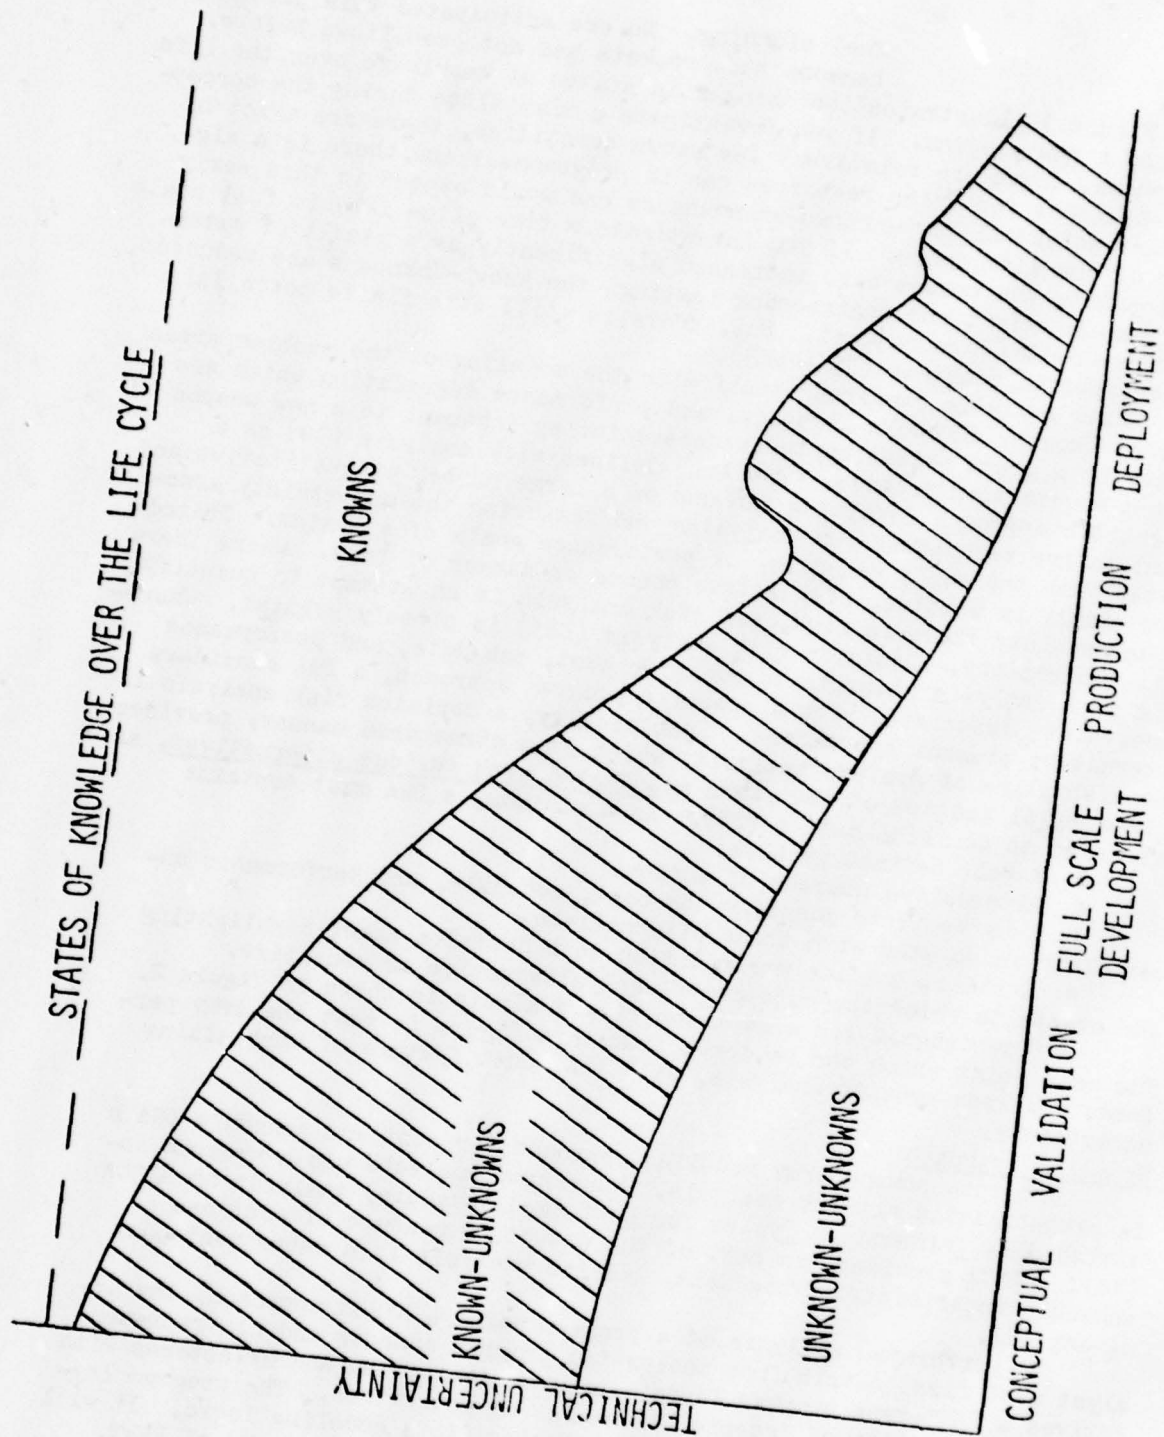 STATES OF KNOWLEDGE OVER THE LIFE CYCLE
KNOWNS
KNOWN-UNKNOWNS
UNKNOWN-UNKNOWNS
TECHNICAL UNCERTAINTY
CONCEPTUAL
VALIDATION
FULL SCALE
DEVELOPMENT
PRODUCTION
DEPLOYMENT